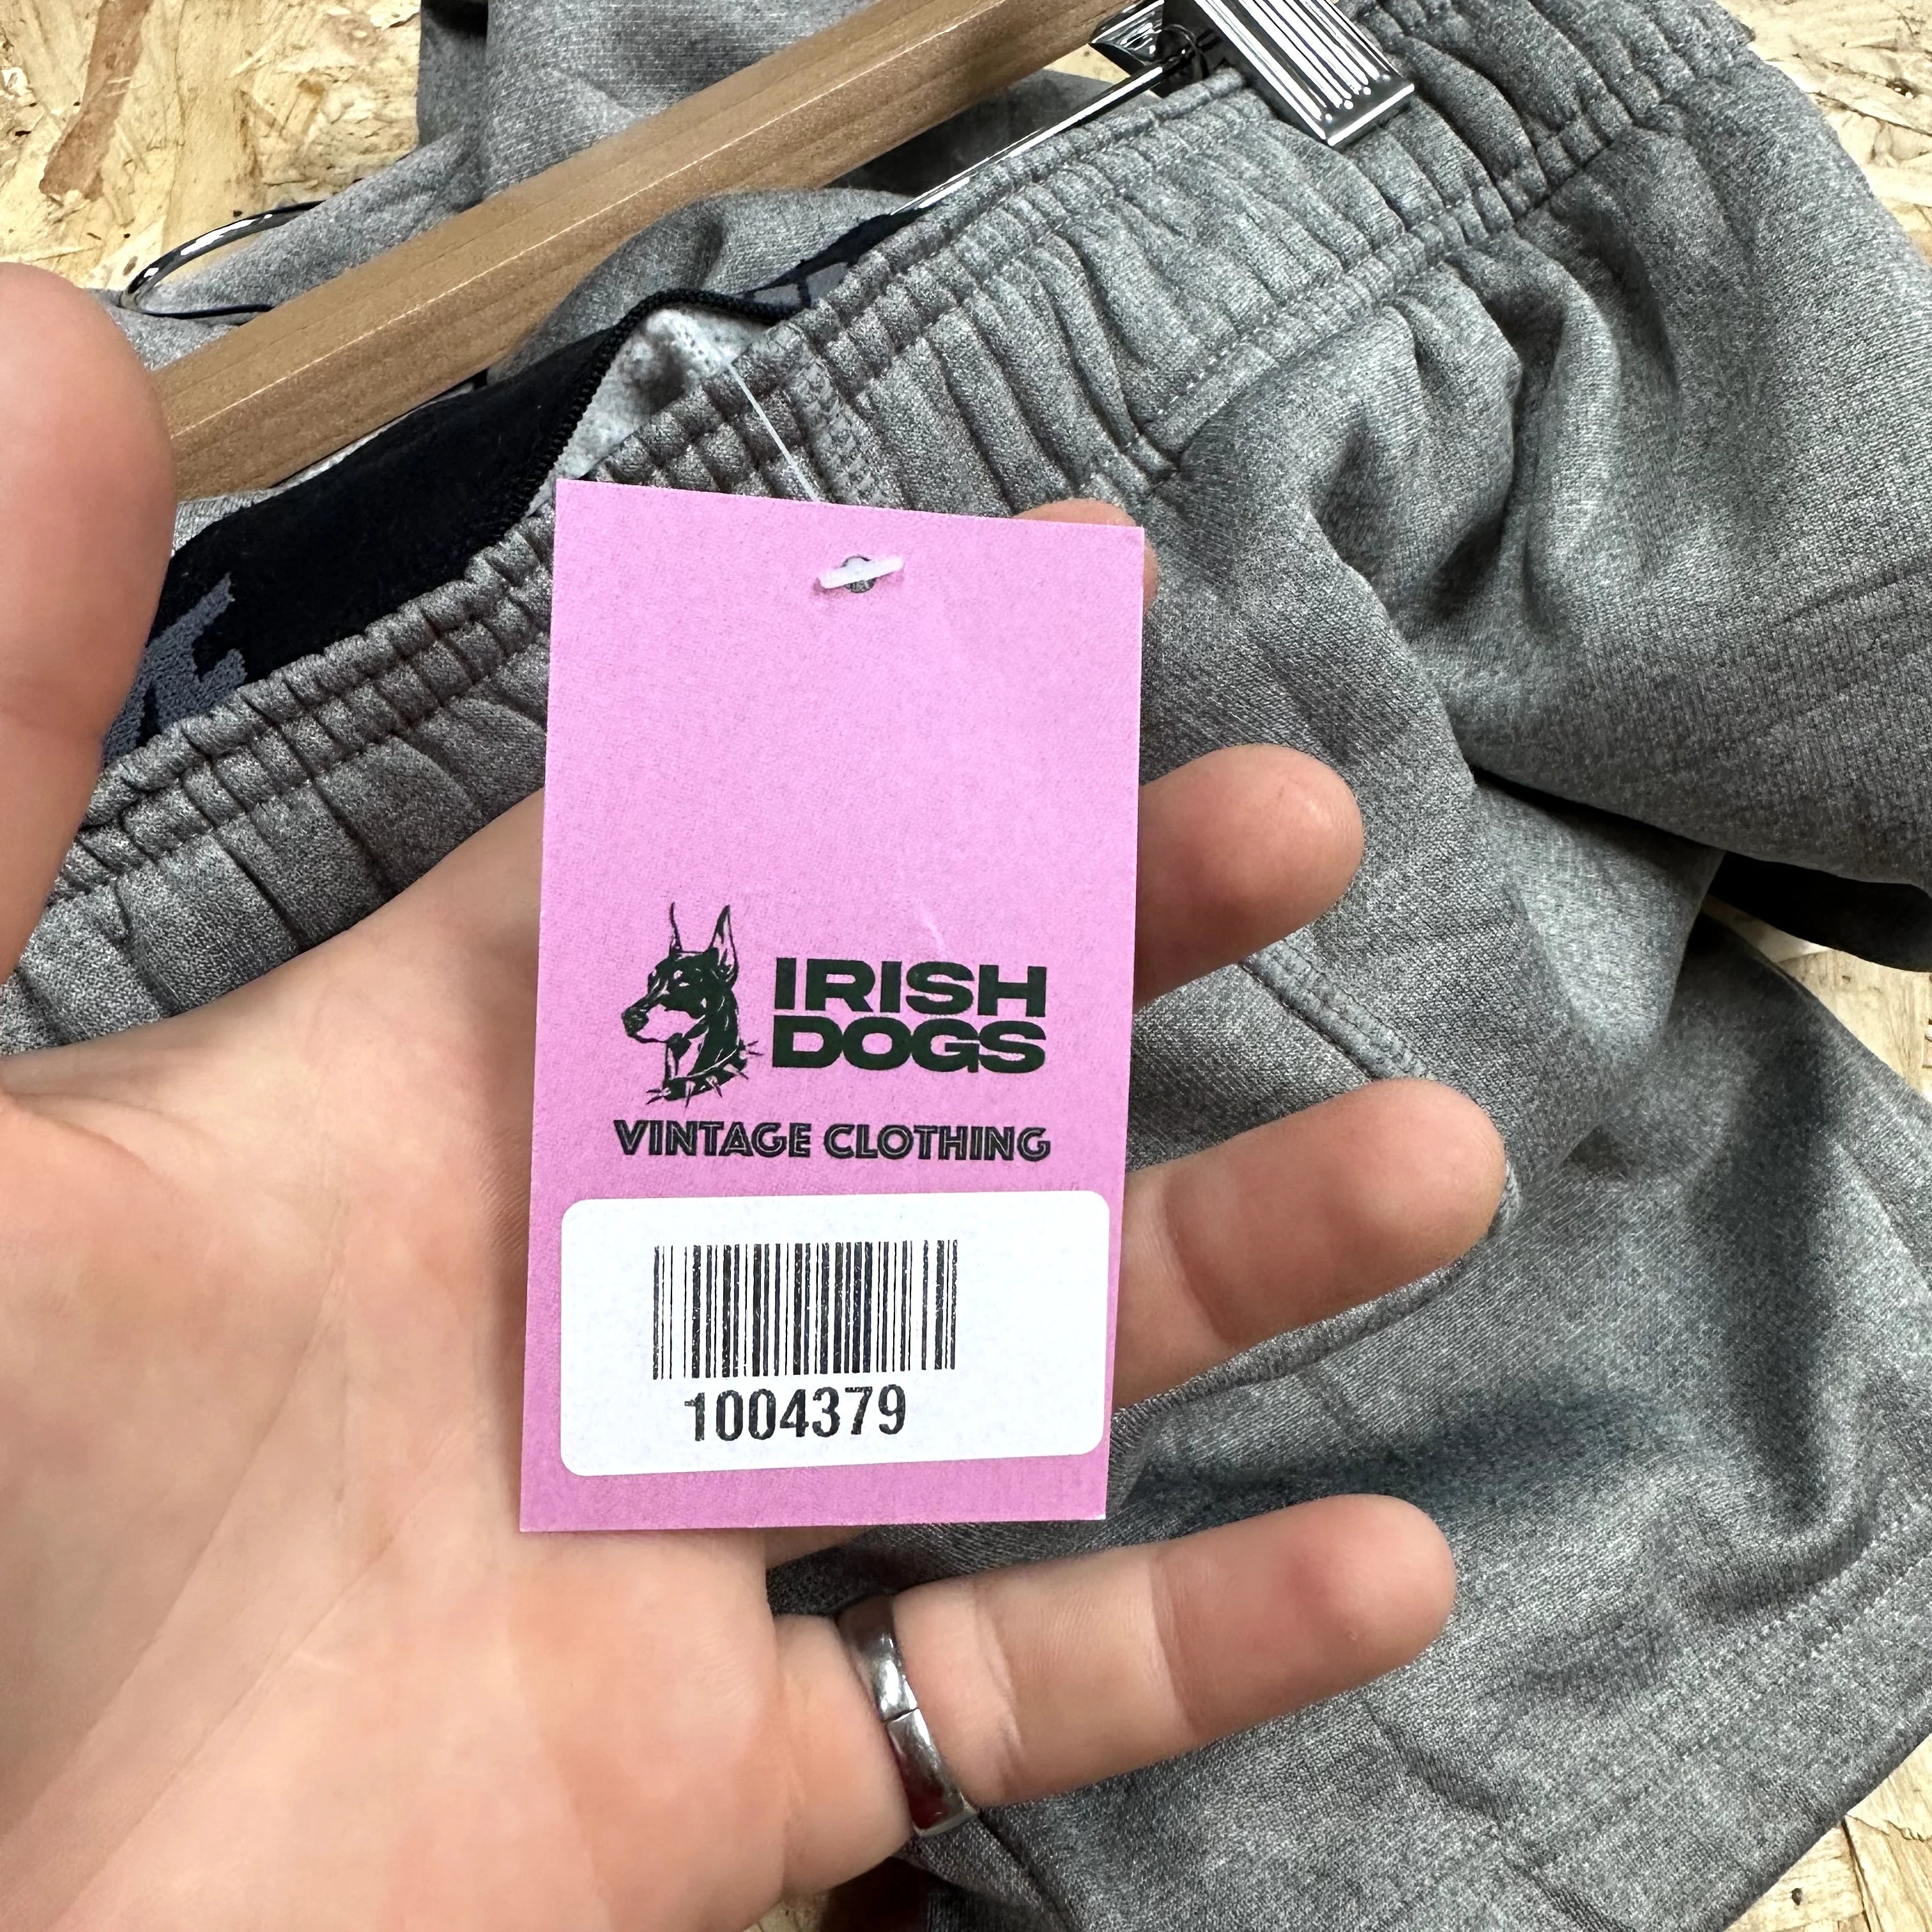 IRISH
DOGS
VINTAGE CLOTHING
1004379